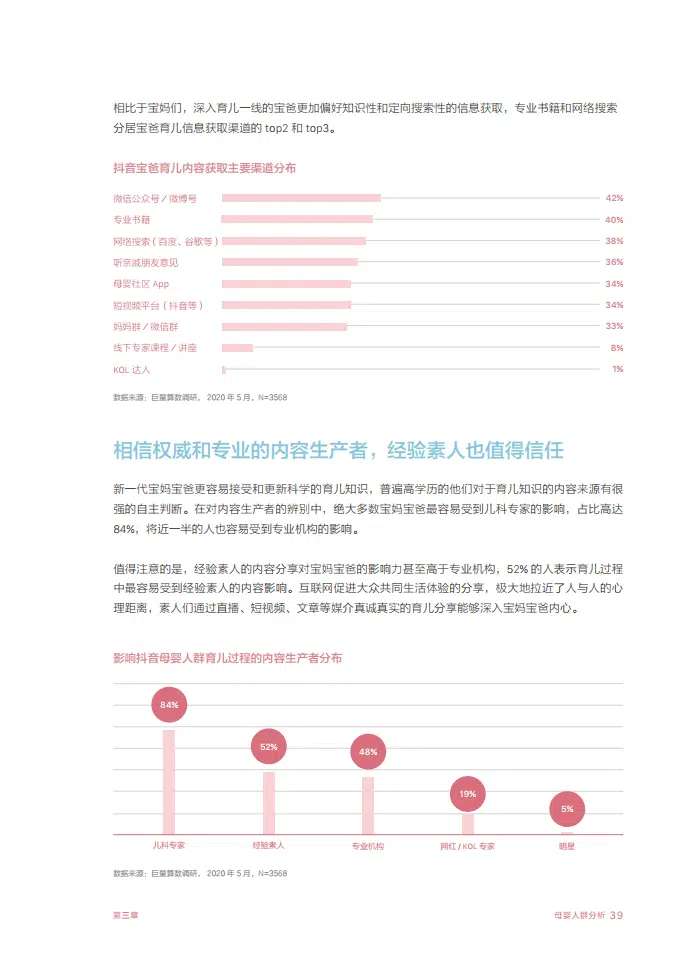 相比于宝妈们，深入育儿一线的宝爸更加偏好知识性和定向搜索性的信息获取，专业书籍和网络搜索
分居宝爸育儿信息获取渠道的 top2 和 top3。
抖音宝爸育儿内容获取主要渠道分布
微信公众号 / 微博号 42%
专业书籍 40%
网络搜索（百度、谷歌等） 38%
听亲戚朋友意见 36%
母婴社区 App 34%
短视频平台（抖音等） 34%
妈妈群 / 微信群 33%
线下专家课程 / 讲座 8%
KOL 达人 1%
数据来源：巨量算数调研， 2020 年 5 月，N=3568
相信权威和专业的内容生产者，经验素人也值得信任
新一代宝妈宝爸更容易接受和更新科学的育儿知识，普遍高学历的他们对于育儿知识的内容来源有很
强的自主判断。在对内容生产者的辨别中，绝大多数宝妈宝爸最容易受到儿科专家的影响，占比高达
84%，将近一半的人也容易受到专业机构的影响。
值得注意的是，经验素人的内容分享对宝妈宝爸的影响力甚至高于专业机构，52% 的人表示育儿过程
中最容易受到经验素人的内容影响。互联网促进大众共同生活体验的分享，极大地拉近了人与人的心
理距离，素人们通过直播、短视频、文章等媒介真诚真实的育儿分享能够深入宝妈宝爸内心。
影响抖音母婴人群育儿过程的内容生产者分布
84%
52%
48%
19%
5%
儿科专家 经验素人 专业机构 网红 / KOL 专家 明星
数据来源：巨量算数调研， 2020 年 5 月，N=3568
第三章 母婴人群分析 39